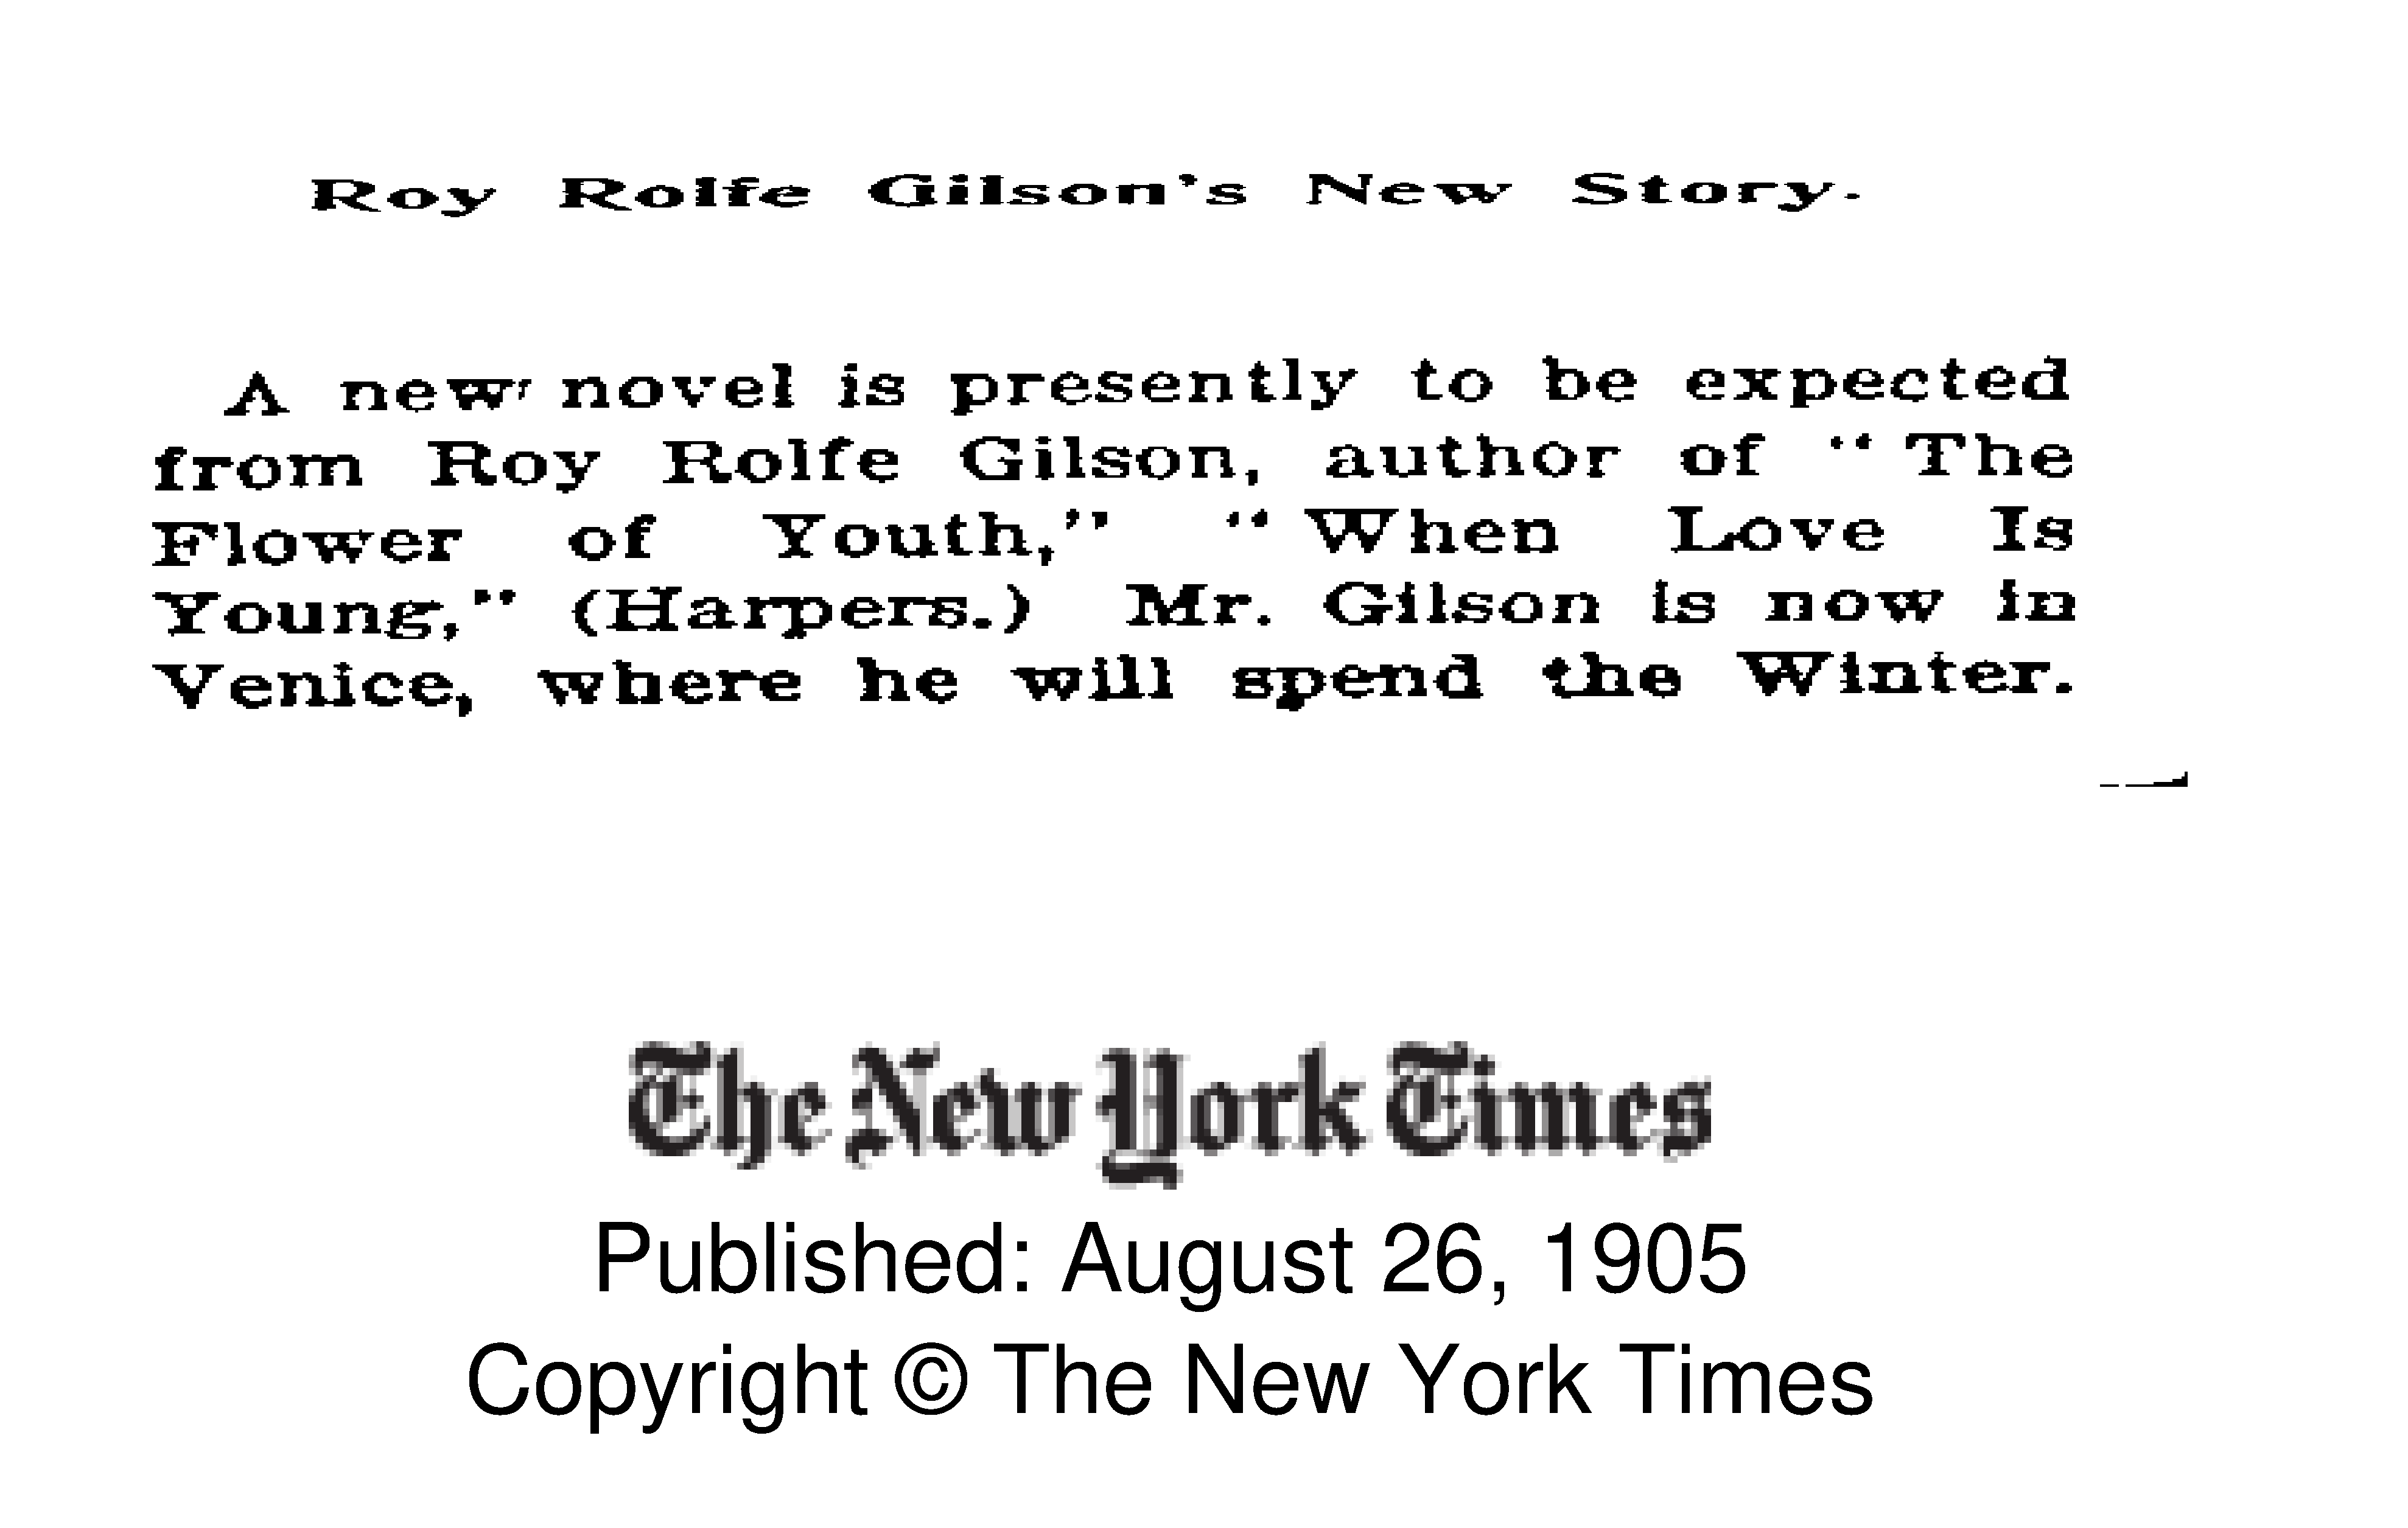 Roy Rolfe Gilson's New Story.
A new novel is presently to be expected
from Roy Rolfe Gilson, author of "The
Flower of Youth," "When Love Is
Young," (Harpers.) Mr. Gilson is now in
Venice, where he will spend the Winter.
The New York Times
Published: August 26, 1905
Copyright © The New York Times